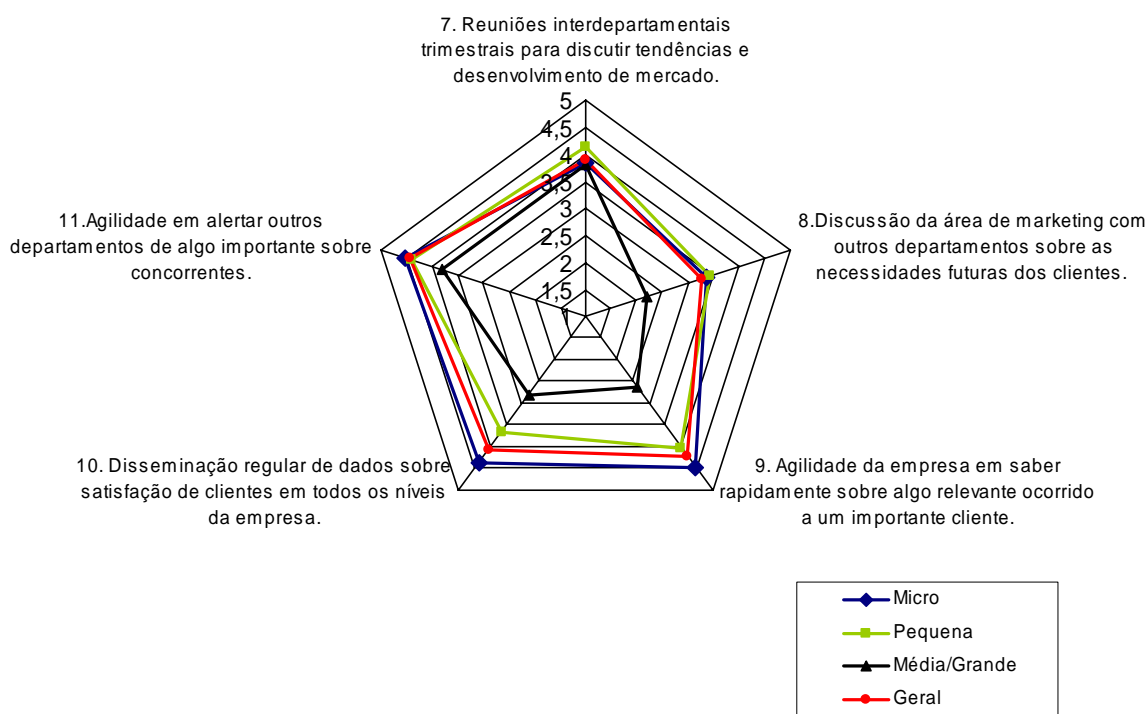 7. Reuniões interdepartamentais
trimestrais para discutir tendências e
desenvolvimento de mercado.
5
4,5
4
3,5
3
2,5
2
1,5
1
11.Agilidade em alertar outros
departamentos de algo importante sobre
concorrentes.
8.Discussão da área de marketing com
outros departamentos sobre as
necessidades futuras dos clientes.
10. Disseminação regular de dados sobre
satisfação de clientes em todos os níveis
da empresa.
9. Agilidade da empresa em saber
rapidamente sobre algo relevante ocorrido
a um importante cliente.
Micro
Pequena
Média/Grande
Geral